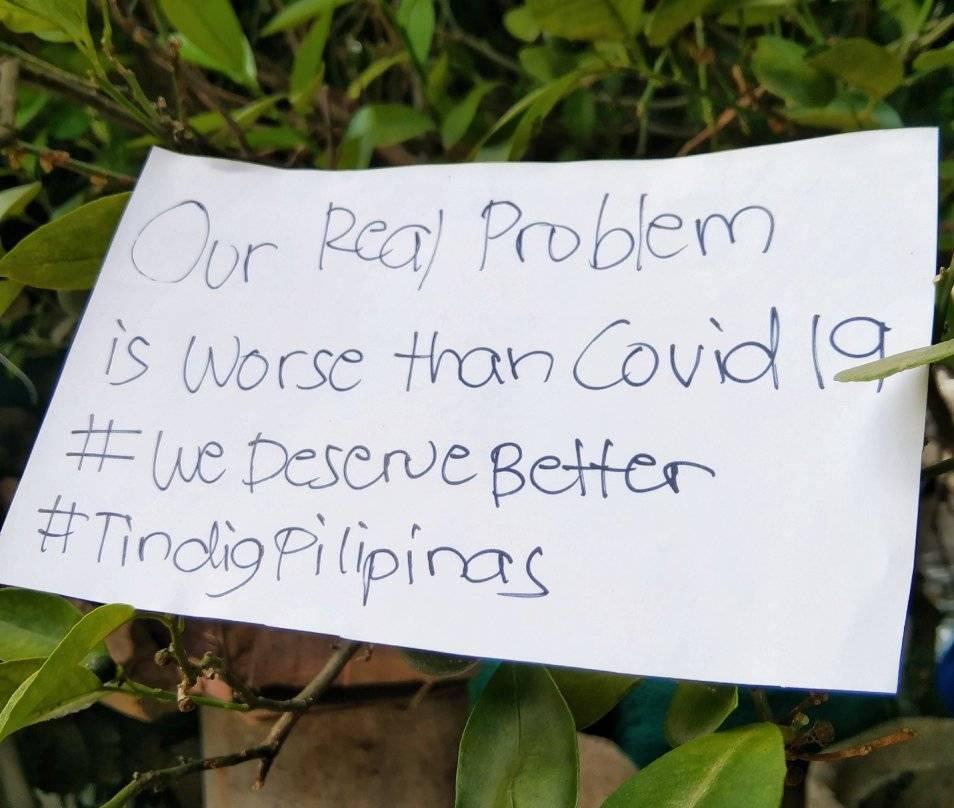 Our Real Problem
is Worse than Covid 19
#We Deserve Better
#TindigPilipinas